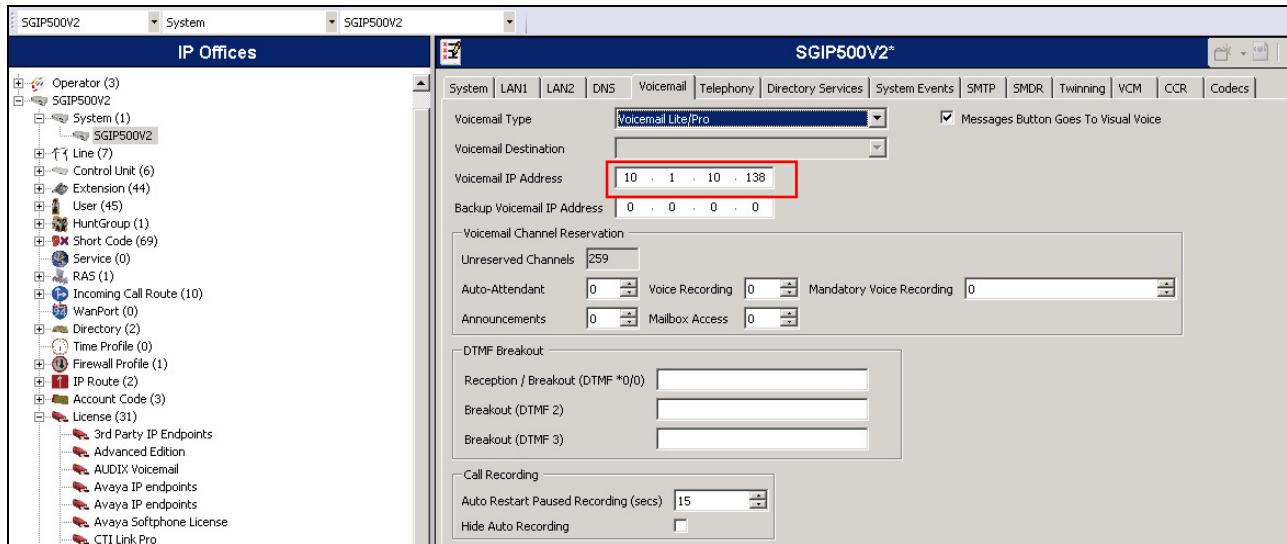 SGIP500V2 System SGIP500V2
IP Offices
Operator (3)
SGIP500V2
System (1)
SGIP500V2
Line (7)
Control Unit (6)
Extension (44)
User (45)
HuntGroup (1)
Short Code (69)
Service (0)
RAS (1)
Incoming Call Route (10)
WanPort (0)
Directory (2)
Time Profile (0)
Firewall Profile (1)
IP Route (2)
Account Code (3)
License (31)
3rd Party IP Endpoints
Advanced Edition
AUDIX Voicemail
Avaya IP endpoints
Avaya IP endpoints
Avaya Softphone License
CTI Link Pro
SGIP500V2*
System LAN1 LAN2 DNS Voicemail Telephony Directory Services System Events SMTP SMDR Twinning VCM CCR Codecs
Voicemail Type Voicemail Lite/Pro Messages Button Goes To Visual Voice
Voicemail Destination
Voicemail IP Address 10 . 1 . 10 . 138
Backup Voicemail IP Address 0 . 0 . 0 . 0
Voicemail Channel Reservation
Unreserved Channels 259
Auto-Attendant 0 Voice Recording 0 Mandatory Voice Recording 0
Announcements 0 Mailbox Access 0
DTMF Breakout
Reception / Breakout (DTMF *0/0)
Breakout (DTMF 2)
Breakout (DTMF 3)
Call Recording
Auto Restart Paused Recording (secs) 15
Hide Auto Recording